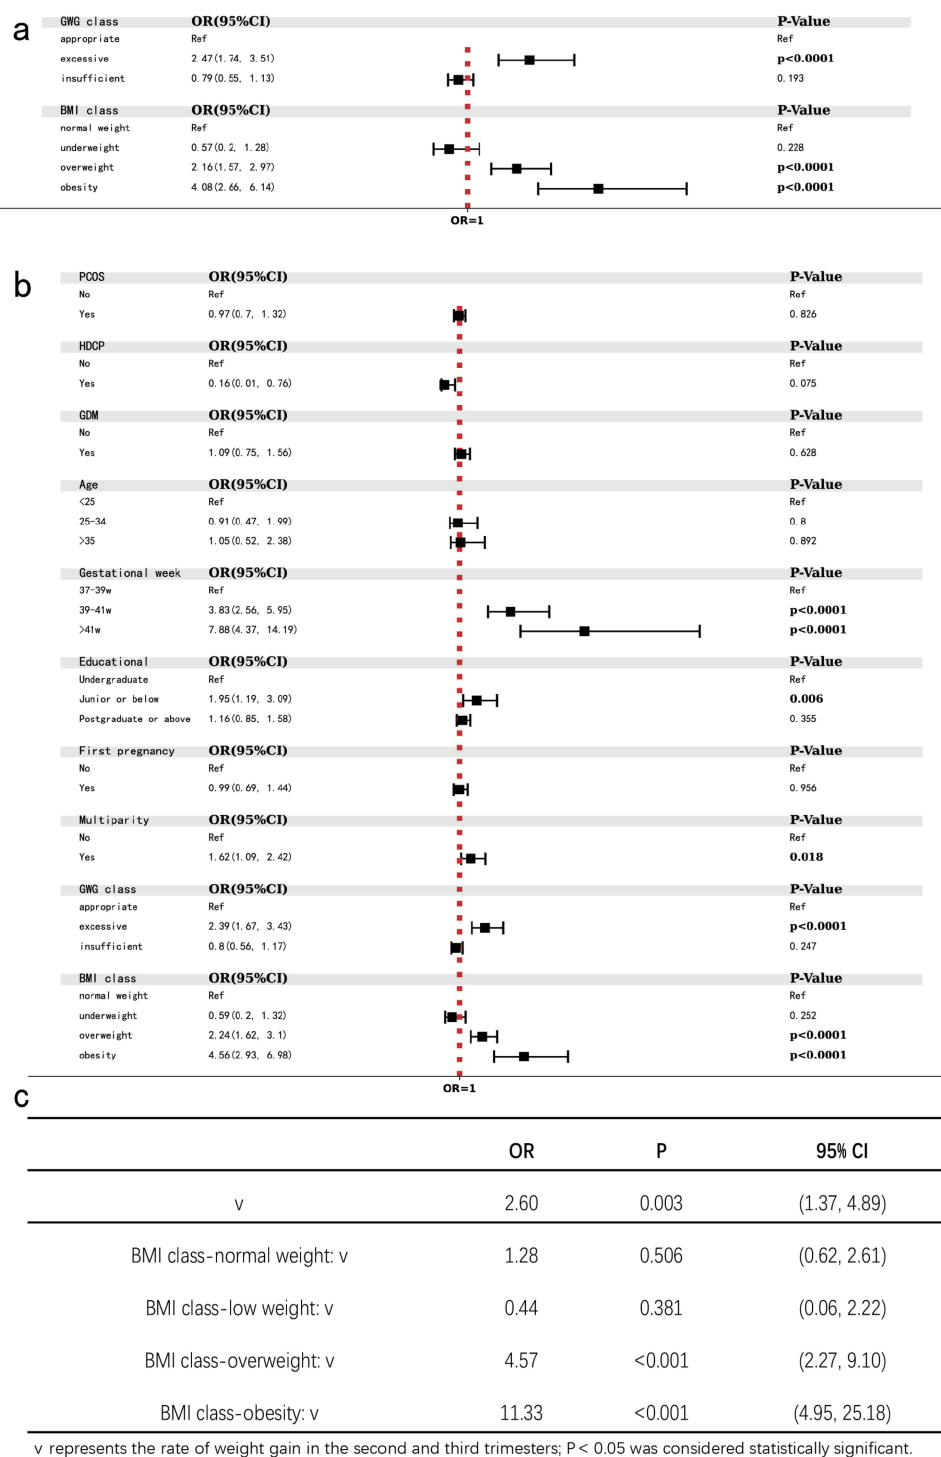 a
GWG class OR(95%CI) P-Value
appropriate Ref Ref
excessive 2.47(1.74, 3.51) p<0.0001
insufficient 0.79(0.55, 1.13) 0.193
BMI class OR(95%CI) P-Value
normal weight Ref Ref
underweight 0.57(0.2, 1.28) 0.228
overweight 2.16(1.57, 2.97) p<0.0001
obesity 4.08(2.66, 6.14) p<0.0001
OR=1
b
PCOS OR(95%CI) P-Value
No Ref Ref
Yes 0.97(0.7, 1.32) 0.826
HDCP OR(95%CI) P-Value
No Ref Ref
Yes 0.16(0.01, 0.76) 0.075
GDM OR(95%CI) P-Value
No Ref Ref
Yes 1.09(0.75, 1.56) 0.628
Age OR(95%CI) P-Value
<25 Ref Ref
25-34 0.91(0.47, 1.99) 0.8
>35 1.05(0.52, 2.38) 0.892
Gestational week OR(95%CI) P-Value
37-39w Ref Ref
39-41w 3.83(2.56, 5.95) p<0.0001
>41w 7.88(4.37, 14.19) p<0.0001
Educational OR(95%CI) P-Value
Undergraduate Ref Ref
Junior or below 1.95(1.19, 3.09) 0.006
Postgraduate or above 1.16(0.85, 1.58) 0.355
First pregnancy OR(95%CI) P-Value
No Ref Ref
Yes 0.99(0.69, 1.44) 0.956
Multiparity OR(95%CI) P-Value
No Ref Ref
Yes 1.62(1.09, 2.42) 0.018
GWG class OR(95%CI) P-Value
appropriate Ref Ref
excessive 2.39(1.67, 3.43) p<0.0001
insufficient 0.8(0.56, 1.17) 0.247
BMI class OR(95%CI) P-Value
normal weight Ref Ref
underweight 0.59(0.2, 1.32) 0.252
overweight 2.24(1.62, 3.1) p<0.0001
obesity 4.56(2.93, 6.98) p<0.0001
OR=1
c
OR P 95% CI
v 2.60 0.003 (1.37, 4.89)
BMI class-normal weight: v 1.28 0.506 (0.62, 2.61)
BMI class-low weight: v 0.44 0.381 (0.06, 2.22)
BMI class-overweight: v 4.57 <0.001 (2.27, 9.10)
BMI class-obesity: v 11.33 <0.001 (4.95, 25.18)
v represents the rate of weight gain in the second and third trimesters; P < 0.05 was considered statistically significant.